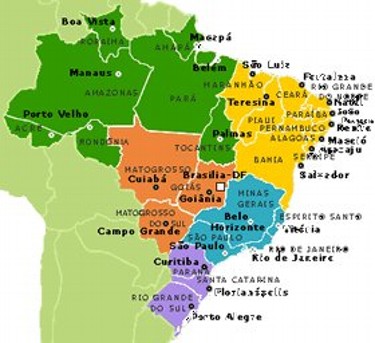 Boa Vista
RORAIMA
Macapá
AMAPÁ
Belém
São Luiz
Fortaleza
Manaus
MARANHÃO
CEARÁ
RIO GRANDE
DO NORTE
AMAZONAS
PARÁ
Teresina
Natal
Porto Velho
PIAUI
PARAÍBA
João
PERNAMBUCO
Recife
ACRE
Palmas
ALAGOAS
Maceió
RONDÔNIA
TOCANTINS
Aracaju
SERGIPE
BAHIA
MATOGROSSO
Brasília-DF
Salvador
Cuiabá
GOIÁS
Goiânia
MINAS
GERAIS
MATOGROSSO
DO SUL
Belo
Horizonte
ESPIRITO SANTO
Vitória
Campo Grande
SÃO PAULO
São Paulo
RIO DE JANEIRO
Rio de Janeiro
Curitiba
PARANÁ
SANTA CATARINA
Florianópolis
RIO GRANDE
DO SUL
Porto Alegre